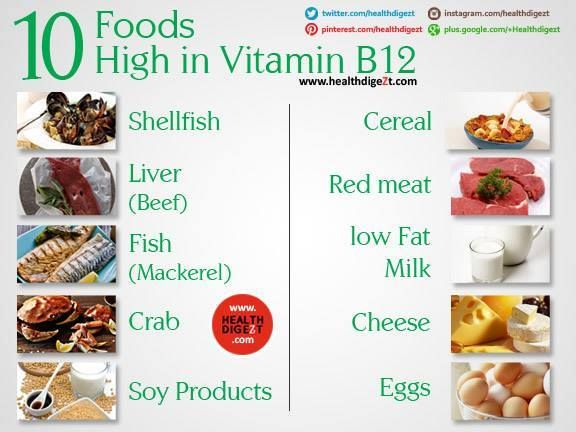 10 Foods
High in Vitamin B12
www.healthdigeZt.com
twitter.com/healthdigezt
instagram.com/healthdigezt
pinterest.com/healthdigezt
plus.google.com/+Healthdigezt
Shellfish
Liver
(Beef)
Fish
(Mackerel)
Crab
www.
HEALTH
DIGEZT
.com
Soy Products
Cereal
Red meat
low Fat
Milk
Cheese
Eggs